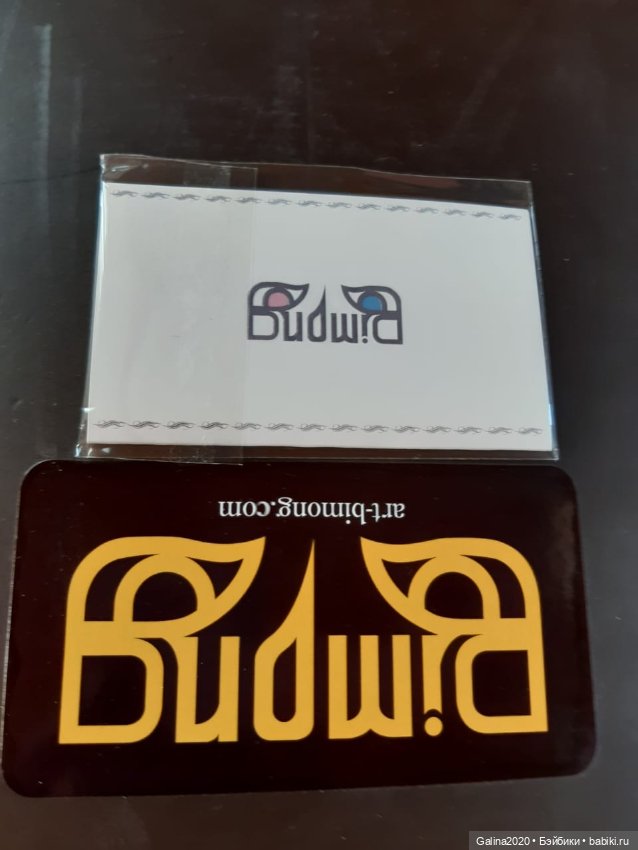 Bimong
Bimong
art-bimong.com
Galina2020 • Бэйбики • babiki.ru